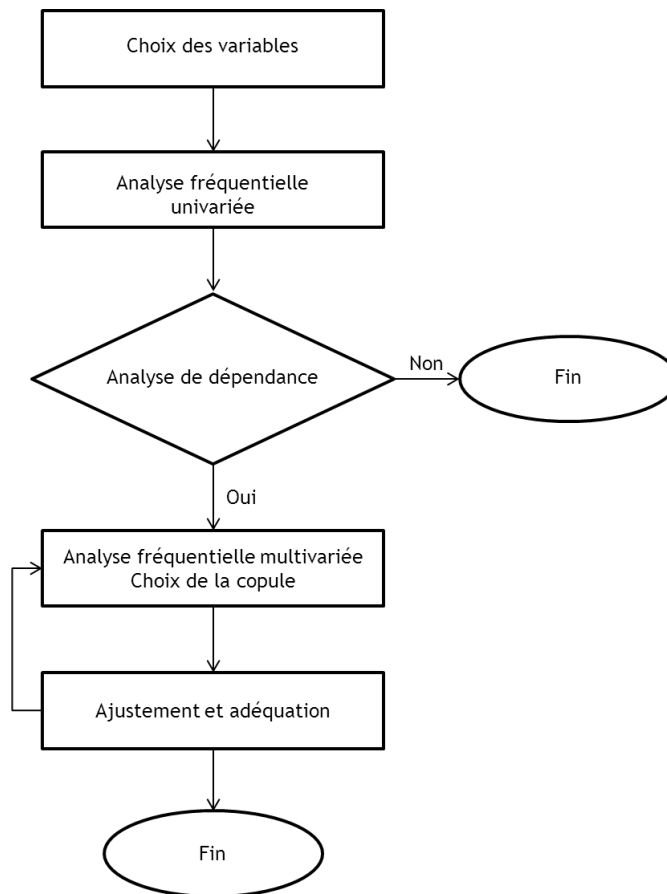 Choix des variables
Analyse fréquentielle
univariée
Analyse de dépendance
Non
Fin
Oui
Analyse fréquentielle multivariée
Choix de la copule
Ajustement et adéquation
Fin